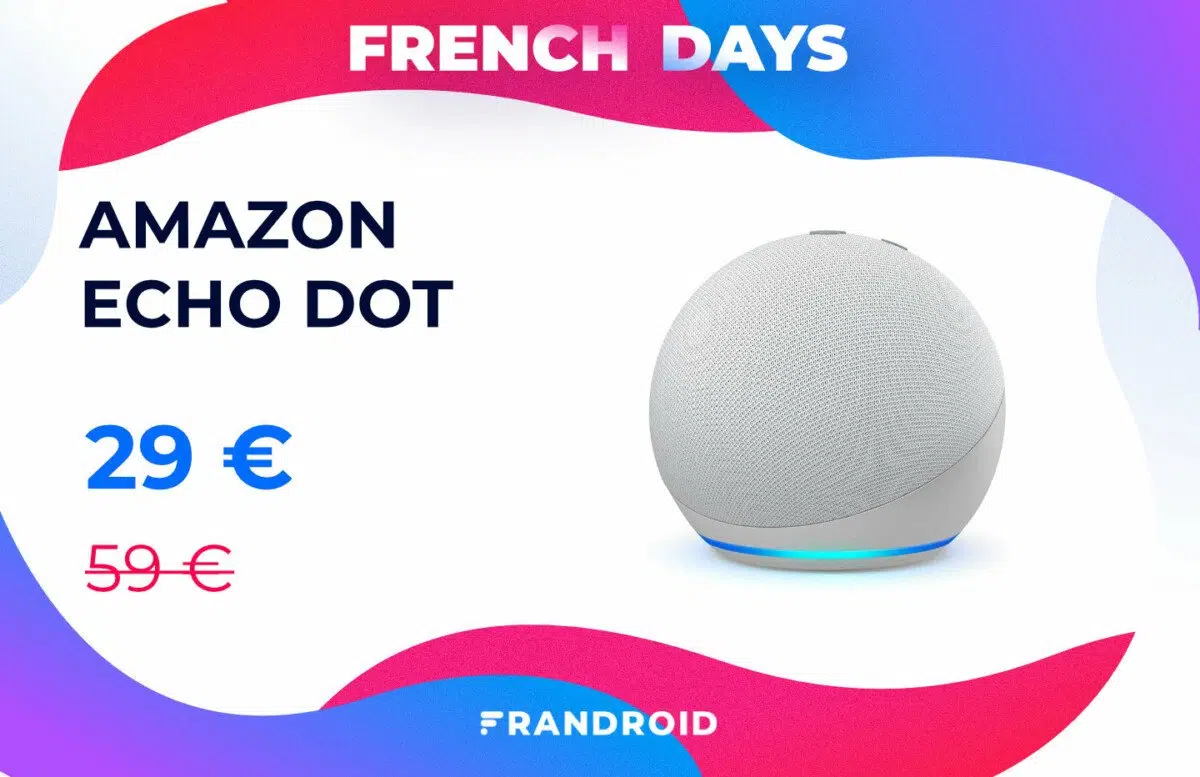 FRENCH DAYS
AMAZON
ECHO DOT
29 €
59 €
FRANDROID